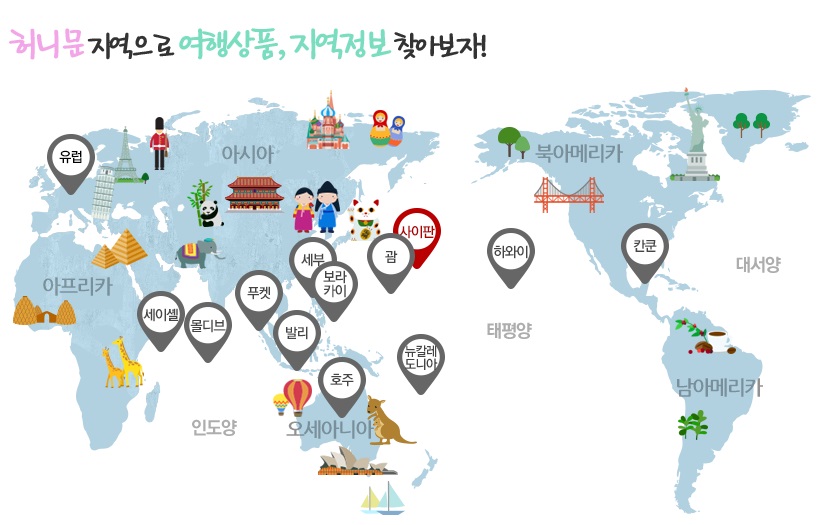 허니문 지역으로 여행상품, 지역정보 찾아보자!
유럽
아시아
북아메리카
사이판
세부
괌
하와이
칸쿤
대서양
아프리카
보라
카이
푸켓
세이셸
몰디브
발리
태평양
뉴칼레
도니아
호주
남아메리카
인도양
오세아니아